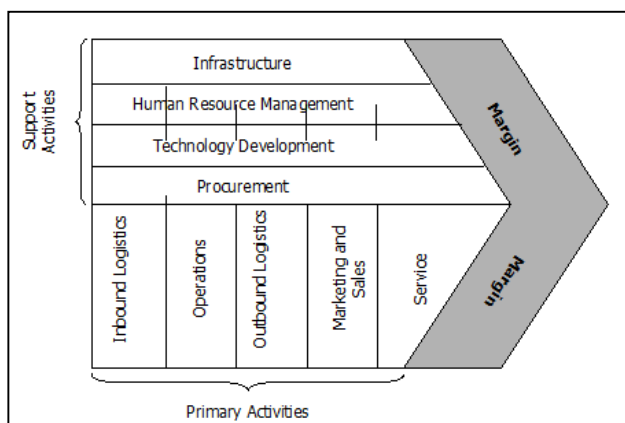 Support
Activities
Infrastructure
Human Resource Management
Technology Development
Procurement
Inbound Logistics
Operations
Outbound Logistics
Marketing and
Sales
Service
Margin
Margin
Primary Activities